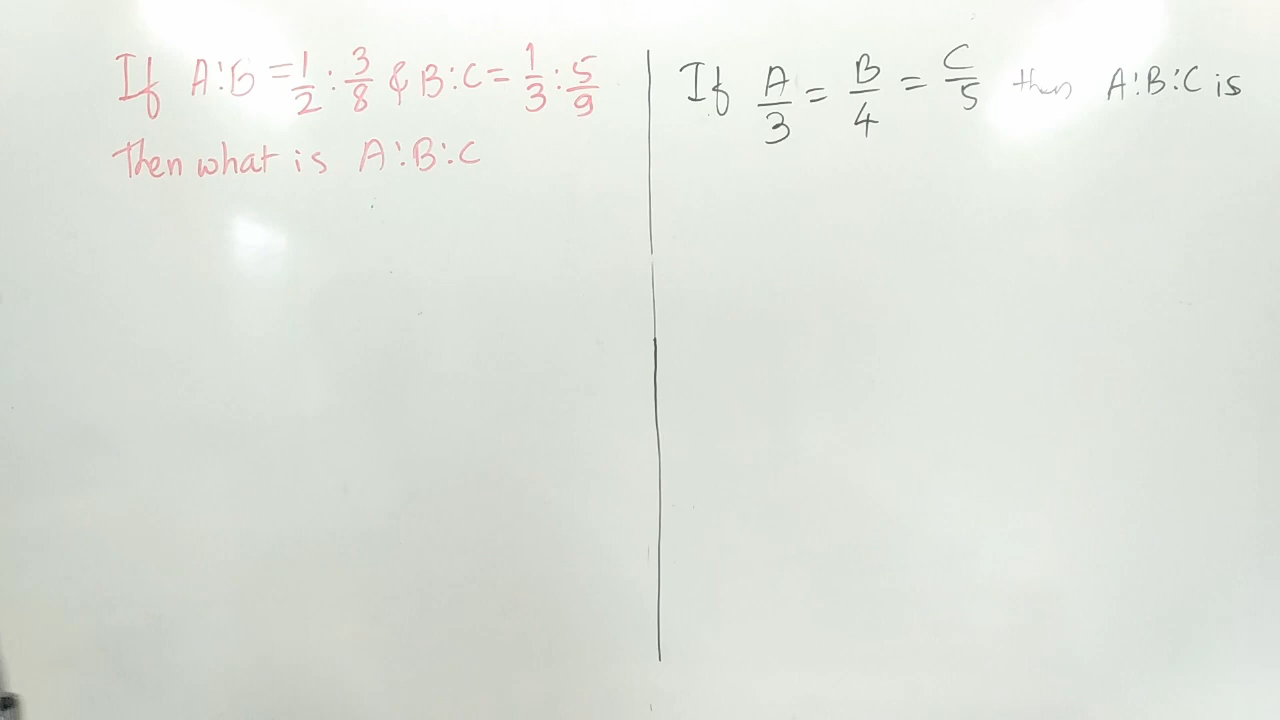 If A:B = 1/2 : 3/8 & B:C = 1/3 : 5/9
Then what is A:B:C
If A/3 = B/4 = C/5 then A:B:C is